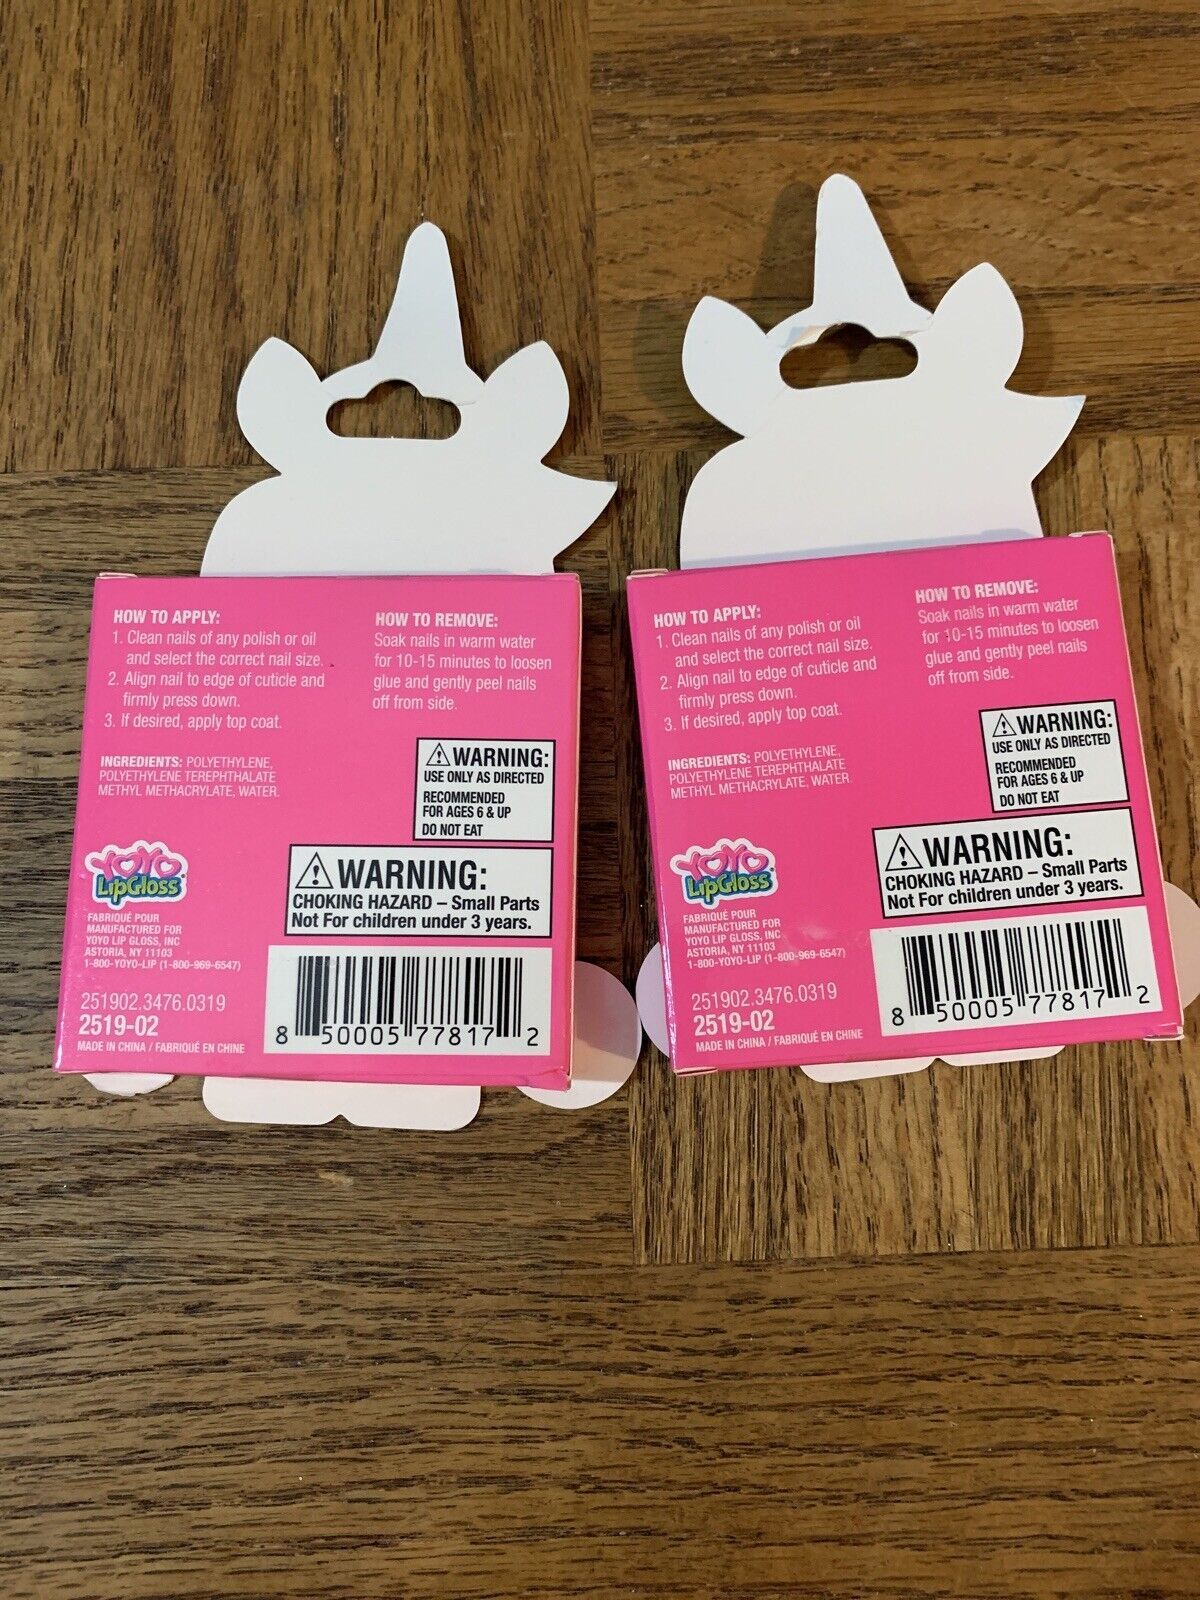 HOW TO APPLY:
1. Clean nails of any polish or oil
and select the correct nail size.
2. Align nail to edge of cuticle and
firmly press down.
3. If desired, apply top coat.
HOW TO REMOVE:
Soak nails in warm water
for 10-15 minutes to loosen
glue and gently peel nails
off from side.
INGREDIENTS: POLYETHYLENE,
POLYETHYLENE TEREPHTHALATE
METHYL METHACRYLATE, WATER.
WARNING:
USE ONLY AS DIRECTED
RECOMMENDED
FOR AGES 6 & UP
DO NOT EAT
WARNING:
CHOKING HAZARD – Small Parts
Not For children under 3 years.
YOYO
LipGloss
FABRIQUÉ POUR
MANUFACTURED FOR
YOYO LIP GLOSS, INC
ASTORIA, NY 11103
1-800-YOYO-LIP (1-800-969-6547)
251902.3476.0319
2519-02
MADE IN CHINA / FABRIQUÉ EN CHINE
8 50005 77817 2
HOW TO APPLY:
1. Clean nails of any polish or oil
and select the correct nail size.
2. Align nail to edge of cuticle and
firmly press down.
3. If desired, apply top coat.
HOW TO REMOVE:
Soak nails in warm water
for 10-15 minutes to loosen
glue and gently peel nails
off from side.
INGREDIENTS: POLYETHYLENE,
POLYETHYLENE TEREPHTHALATE
METHYL METHACRYLATE, WATER.
WARNING:
USE ONLY AS DIRECTED
RECOMMENDED
FOR AGES 6 & UP
DO NOT EAT
WARNING:
CHOKING HAZARD – Small Parts
Not For children under 3 years.
YOYO
LipGloss
FABRIQUÉ POUR
MANUFACTURED FOR
YOYO LIP GLOSS, INC
ASTORIA, NY 11103
1-800-YOYO-LIP (1-800-969-6547)
251902.3476.0319
2519-02
MADE IN CHINA / FABRIQUÉ EN CHINE
8 50005 77817 2